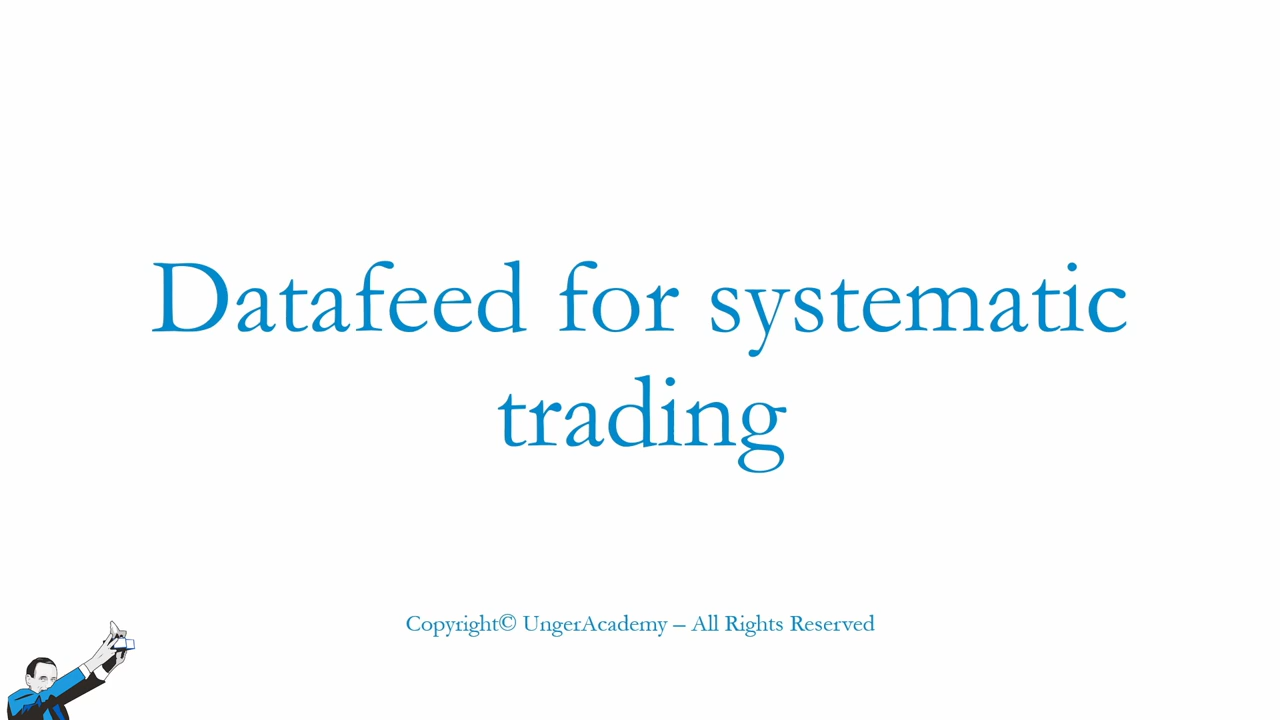 Datafeed for systematic
trading
Copyright© UngerAcademy – All Rights Reserved